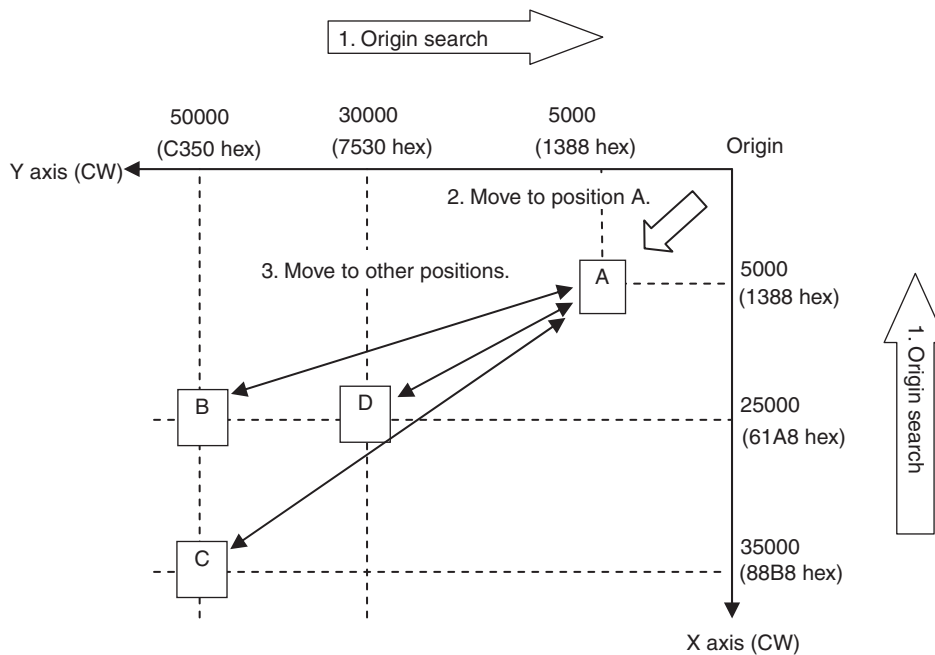 1. Origin search
50000
(C350 hex)
30000
(7530 hex)
5000
(1388 hex)
Origin
Y axis (CW)
2. Move to position A.
3. Move to other positions.
A
5000
(1388 hex)
1. Origin search
B
D
25000
(61A8 hex)
C
35000
(88B8 hex)
X axis (CW)